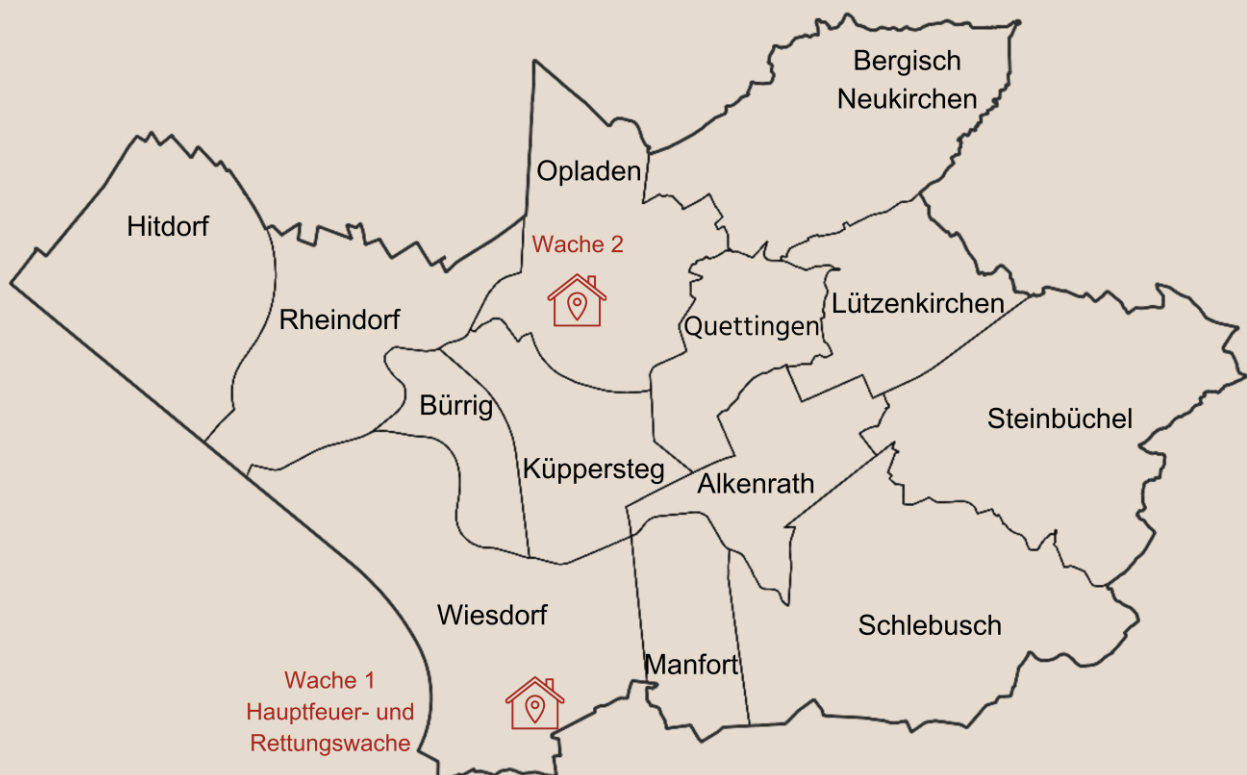 Bergisch
Neukirchen
Opladen
Hitdorf
Wache 2
Rheindorf
Lützenkirchen
Quettingen
Bürrig
Steinbüchel
Küppersteg
Alkenrath
Wiesdorf
Schlebusch
Manfort
Wache 1
Hauptfeuer- und
Rettungswache